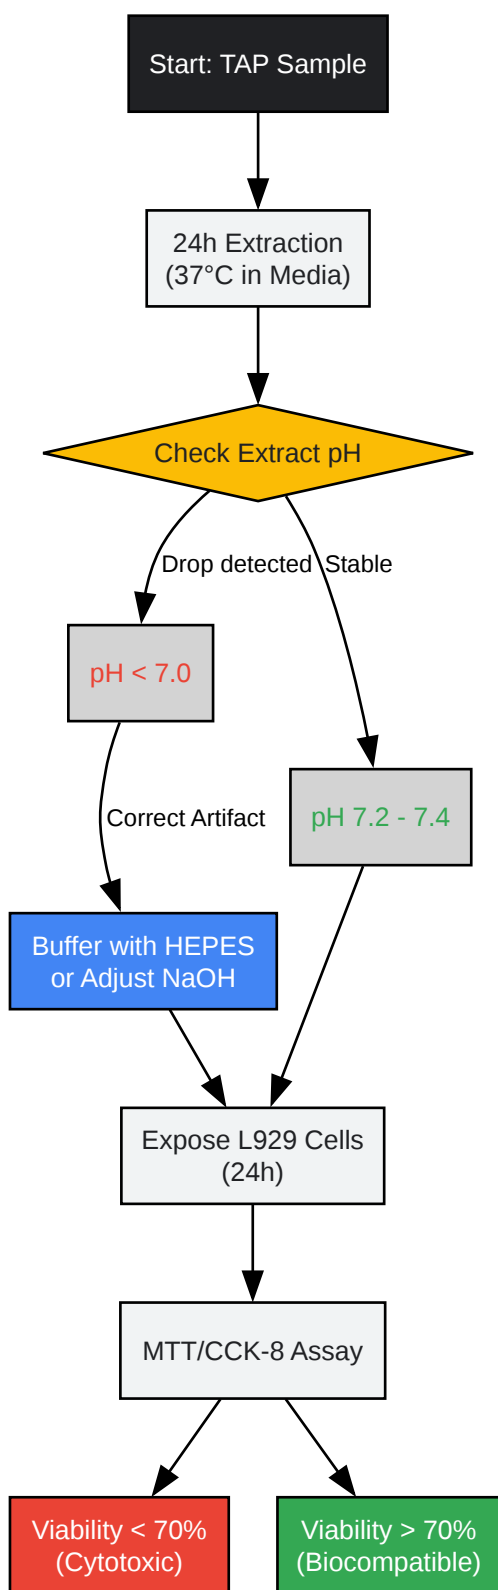 Start: TAP Sample
24h Extraction
(37°C in Media)
Check Extract pH
Drop detected
Stable
pH < 7.0
pH 7.2 - 7.4
Correct Artifact
Buffer with HEPES
or Adjust NaOH
Expose L929 Cells
(24h)
MTT/CCK-8 Assay
Viability < 70%
(Cytotoxic)
Viability > 70%
(Biocompatible)